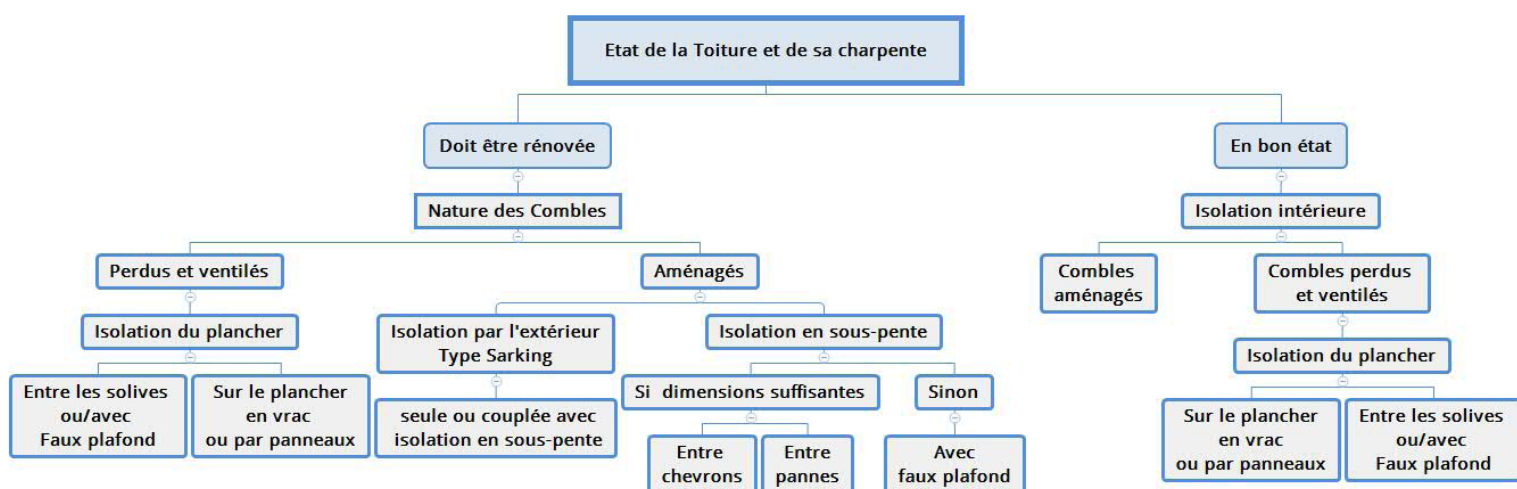 Etat de la Toiture et de sa charpente
Doit être rénovée
En bon état
Nature des Combles
Isolation intérieure
Perdus et ventilés
Aménagés
Combles
aménagés
Combles perdus
et ventilés
Isolation du plancher
Isolation par l'extérieur
Type Sarking
Isolation en sous-pente
Isolation du plancher
Entre les solives
ou/avec
Faux plafond
Sur le plancher
en vrac
ou par panneaux
seule ou couplée avec
isolation en sous-pente
Si dimensions suffisantes
Sinon
Sur le plancher
en vrac
ou par panneaux
Entre les solives
ou/avec
Faux plafond
Entre
chevrons
Entre
pannes
Avec
faux plafond